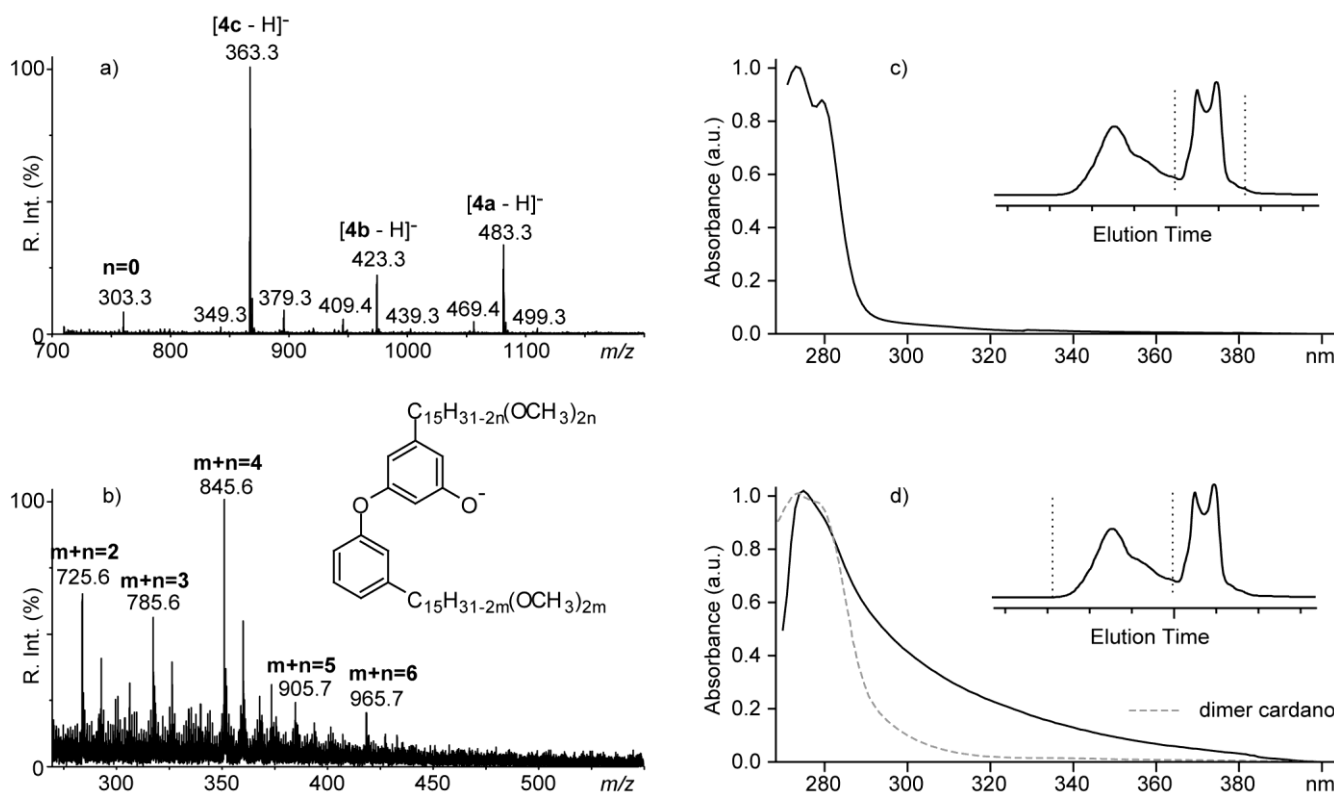 a)
[4c - H]⁻
363.3
[4b - H]⁻
423.3
[4a - H]⁻
483.3
n=0
303.3
349.3
379.3
409.4
439.3
469.4
499.3
100
0
R. Int. (%)
700
900
1000
1100
m/z
b)
m+n=2
725.6
m+n=3
785.6
m+n=4
845.6
m+n=5
905.7
m+n=6
965.7
C₁₅H₃₁₋₂ₙ(OCH₃)₂ₙ
O
O⁻
C₁₅H₃₁₋₂ₘ(OCH₃)₂ₘ
100
0
R. Int. (%)
300
350
400
450
500
m/z
c)
1.0
0.8
0.6
0.4
0.2
0.0
Absorbance (a.u.)
Elution Time
280
300
320
340
360
380
nm
d)
1.0
0.8
0.6
0.4
0.2
0.0
Absorbance (a.u.)
Elution Time
dimer cardano
280
300
320
340
360
380
nm